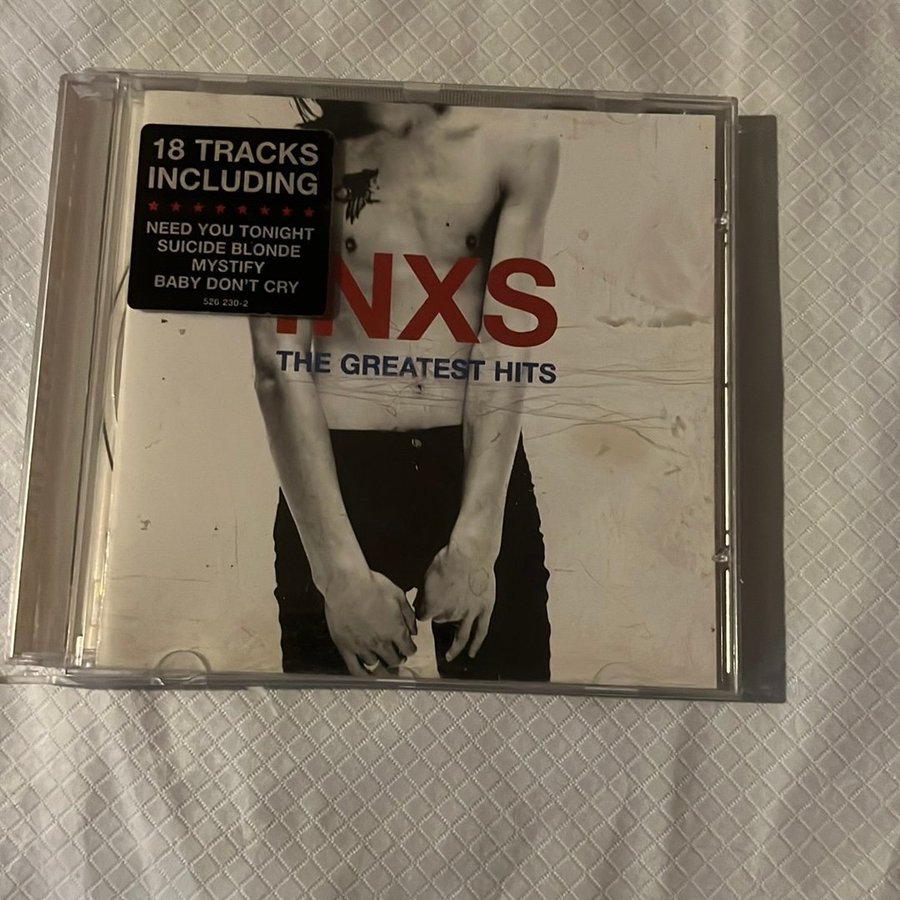 18 TRACKS
INCLUDING
NEED YOU TONIGHT
SUICIDE BLONDE
MYSTIFY
BABY DON'T CRY
526 230-2
INXS
THE GREATEST HITS